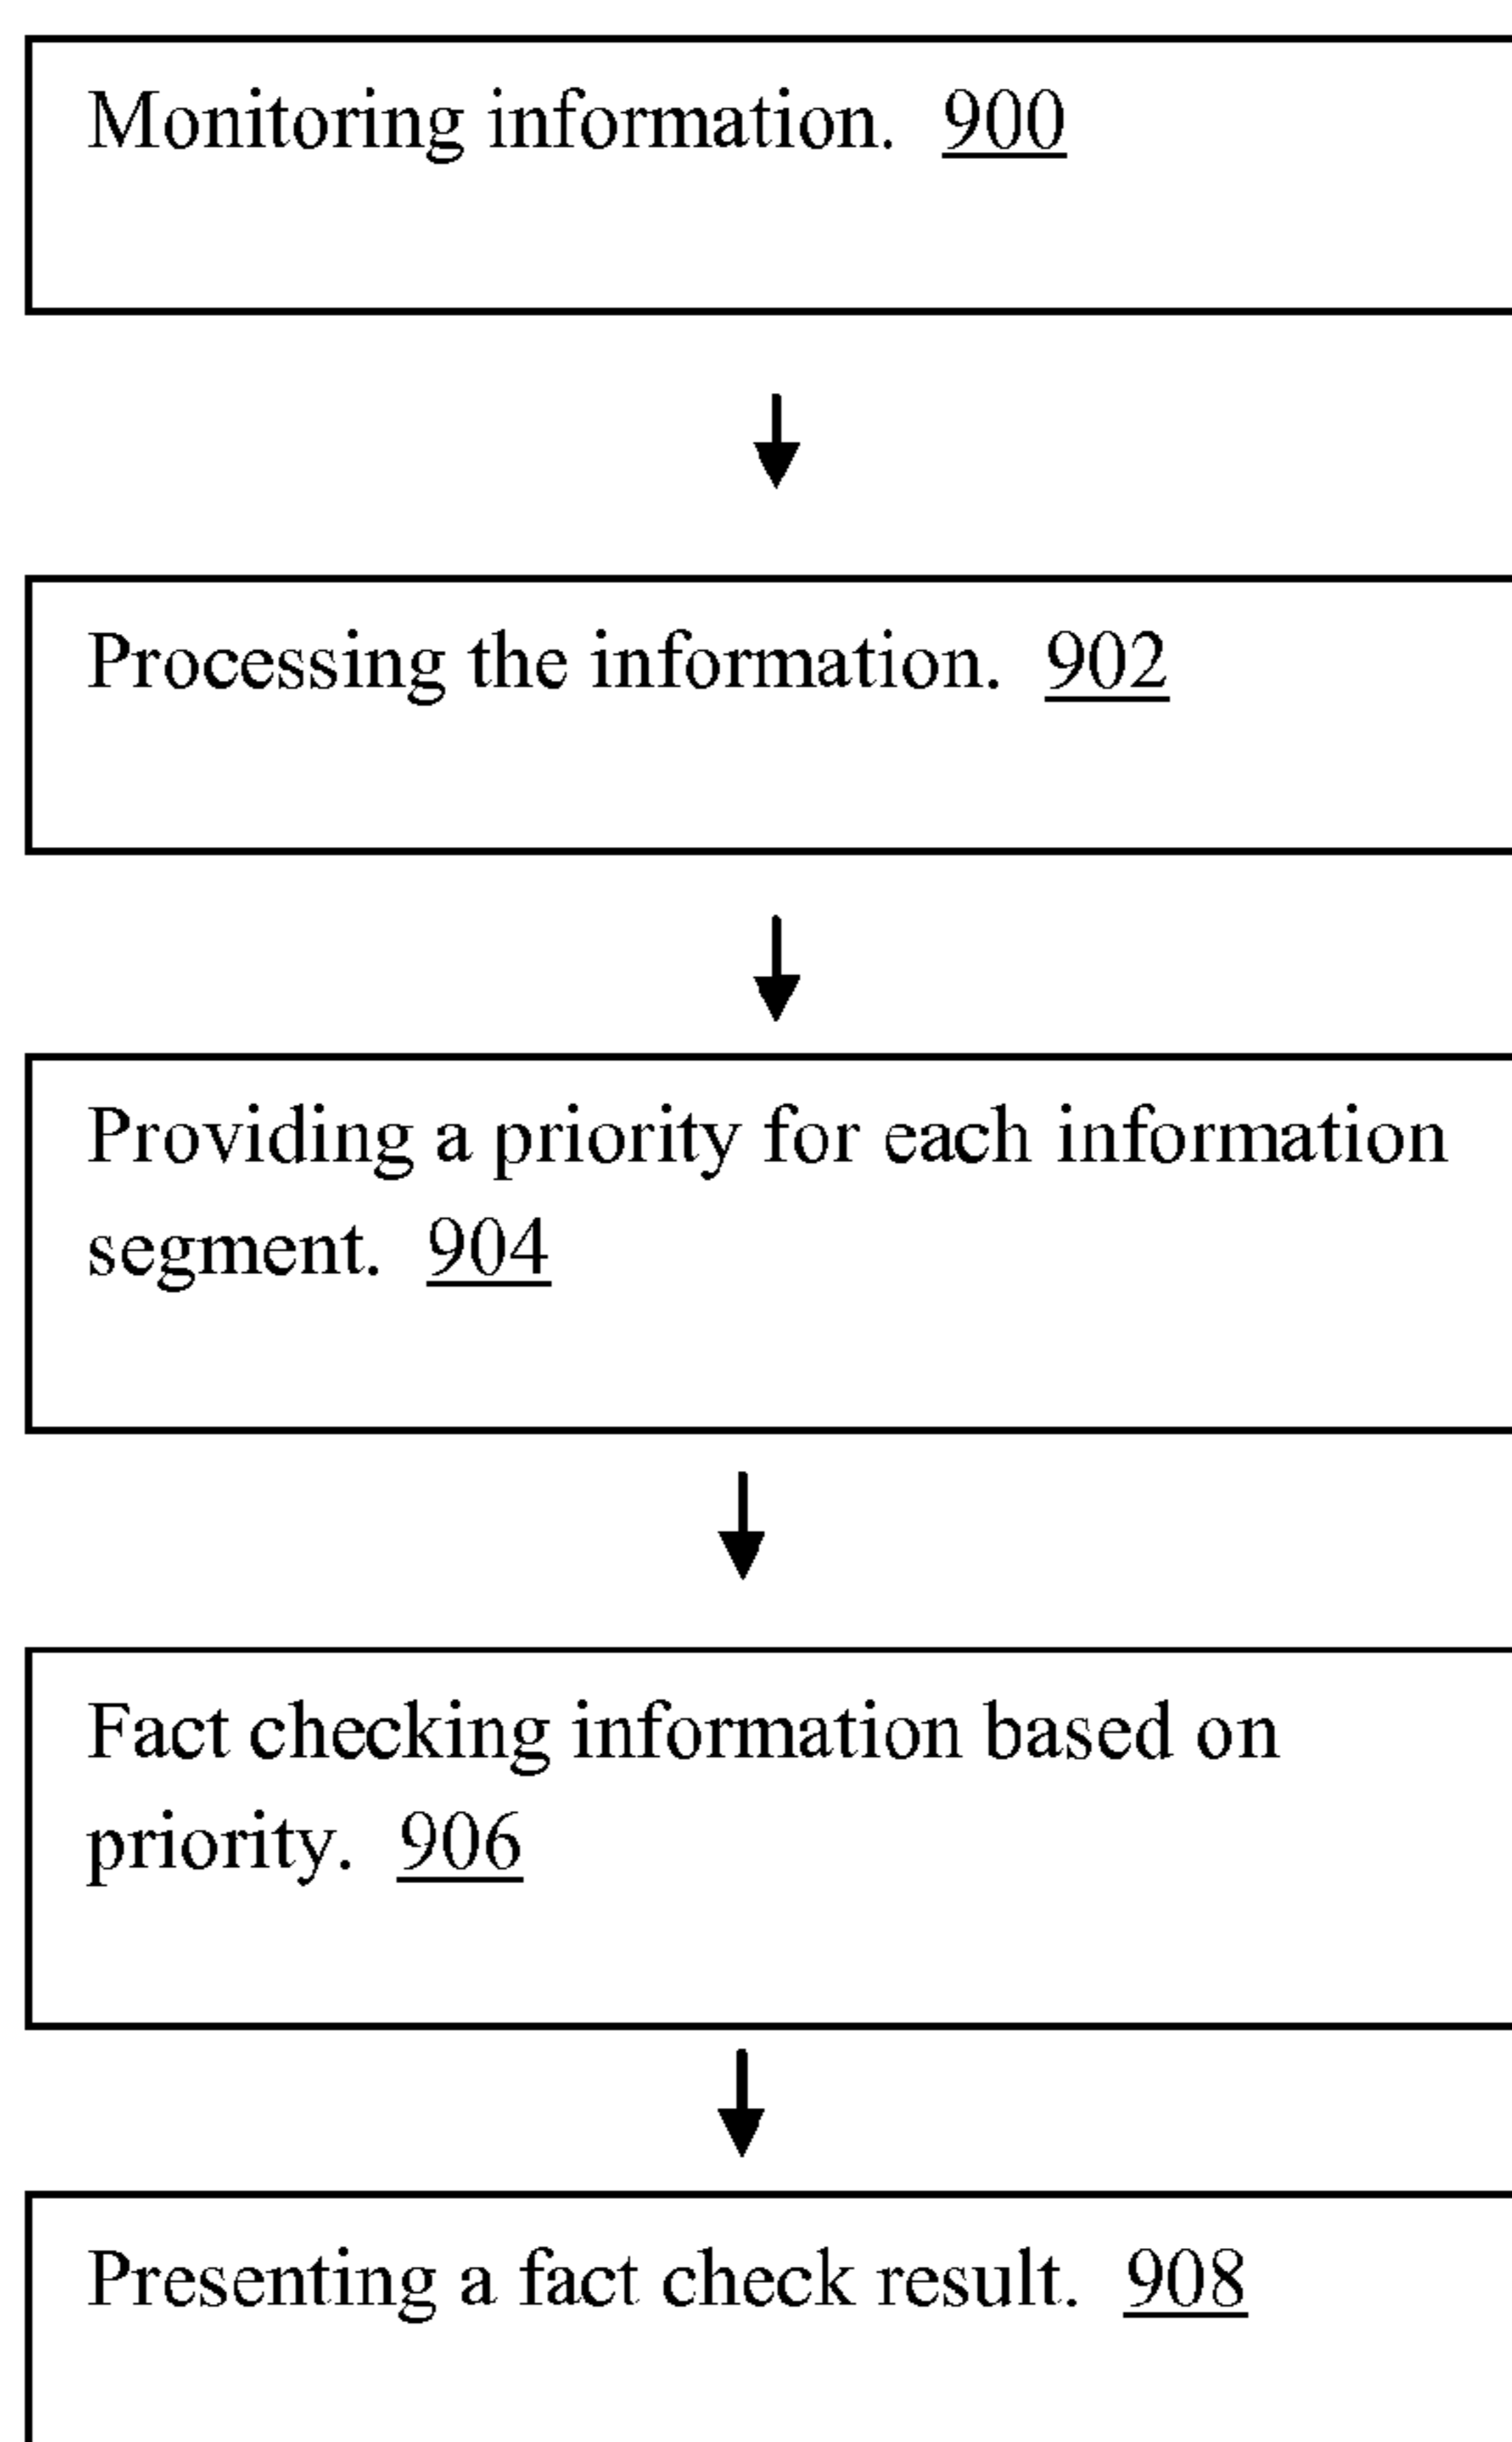 Monitoring information. 900
Processing the information. 902
Providing a priority for each information
segment. 904
Fact checking information based on
priority. 906
Presenting a fact check result. 908